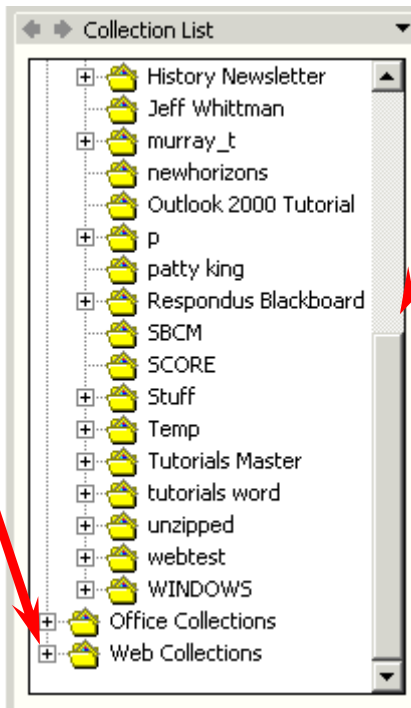 Collection List
History Newsletter
Jeff Whittman
murray_t
newhorizons
Outlook 2000 Tutorial
p
patty king
Respondus Blackboard
SBCM
SCORE
Stuff
Temp
Tutorials Master
tutorials word
unzipped
webtest
WINDOWS
Office Collections
Web Collections